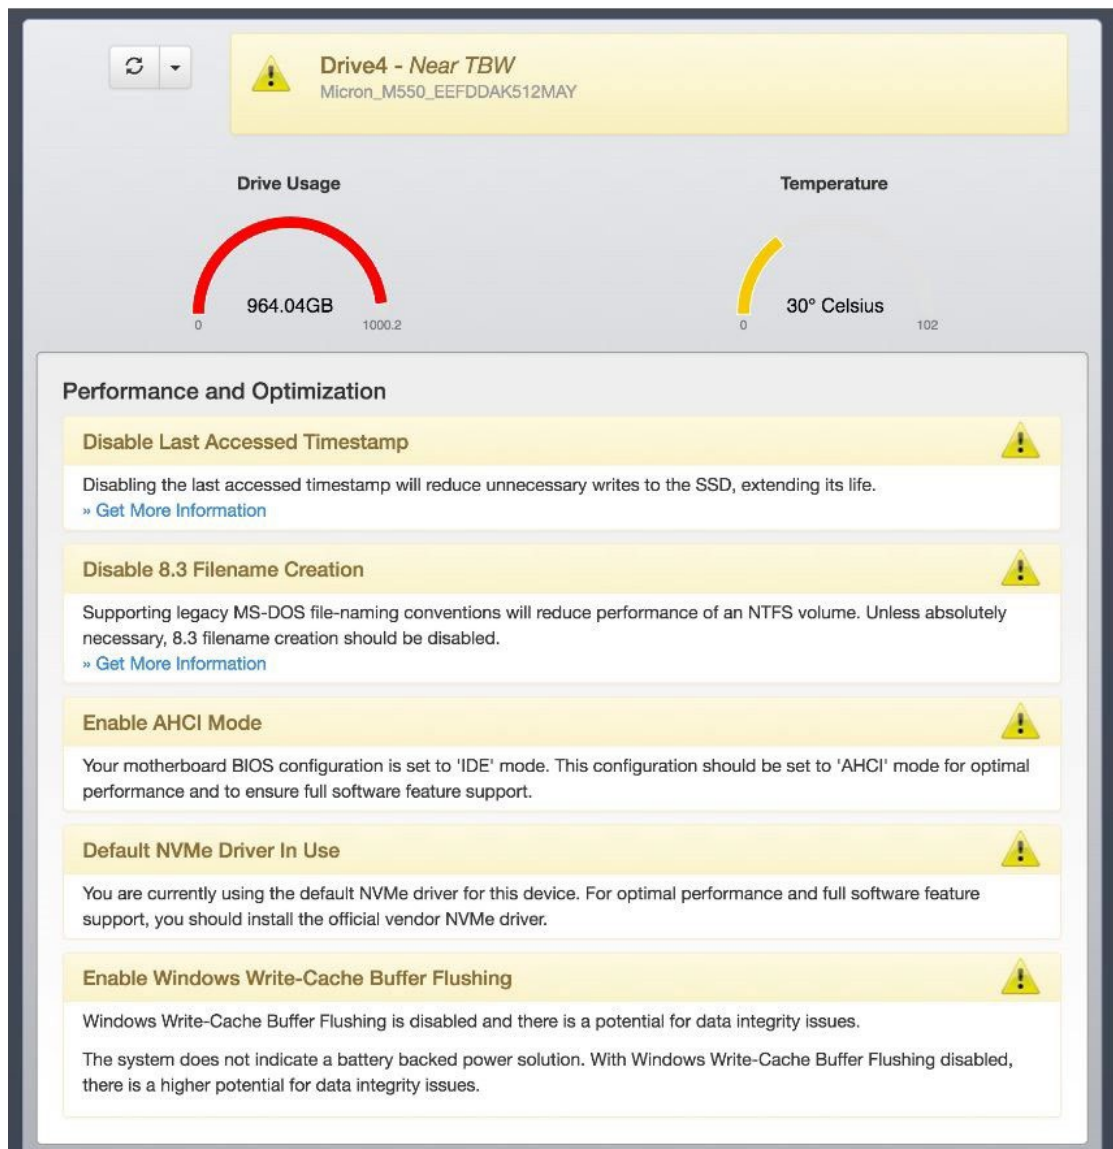 Drive4 - Near TBW
Micron_M550_EEFDDAK512MAY
Drive Usage
Temperature
964.04GB
0
1000.2
30° Celsius
0
102
Performance and Optimization
Disable Last Accessed Timestamp
Disabling the last accessed timestamp will reduce unnecessary writes to the SSD, extending its life.
» Get More Information
Disable 8.3 Filename Creation
Supporting legacy MS-DOS file-naming conventions will reduce performance of an NTFS volume. Unless absolutely
necessary, 8.3 filename creation should be disabled.
» Get More Information
Enable AHCI Mode
Your motherboard BIOS configuration is set to 'IDE' mode. This configuration should be set to 'AHCI' mode for optimal
performance and to ensure full software feature support.
Default NVMe Driver In Use
You are currently using the default NVMe driver for this device. For optimal performance and full software feature
support, you should install the official vendor NVMe driver.
Enable Windows Write-Cache Buffer Flushing
Windows Write-Cache Buffer Flushing is disabled and there is a potential for data integrity issues.
The system does not indicate a battery backed power solution. With Windows Write-Cache Buffer Flushing disabled,
there is a higher potential for data integrity issues.